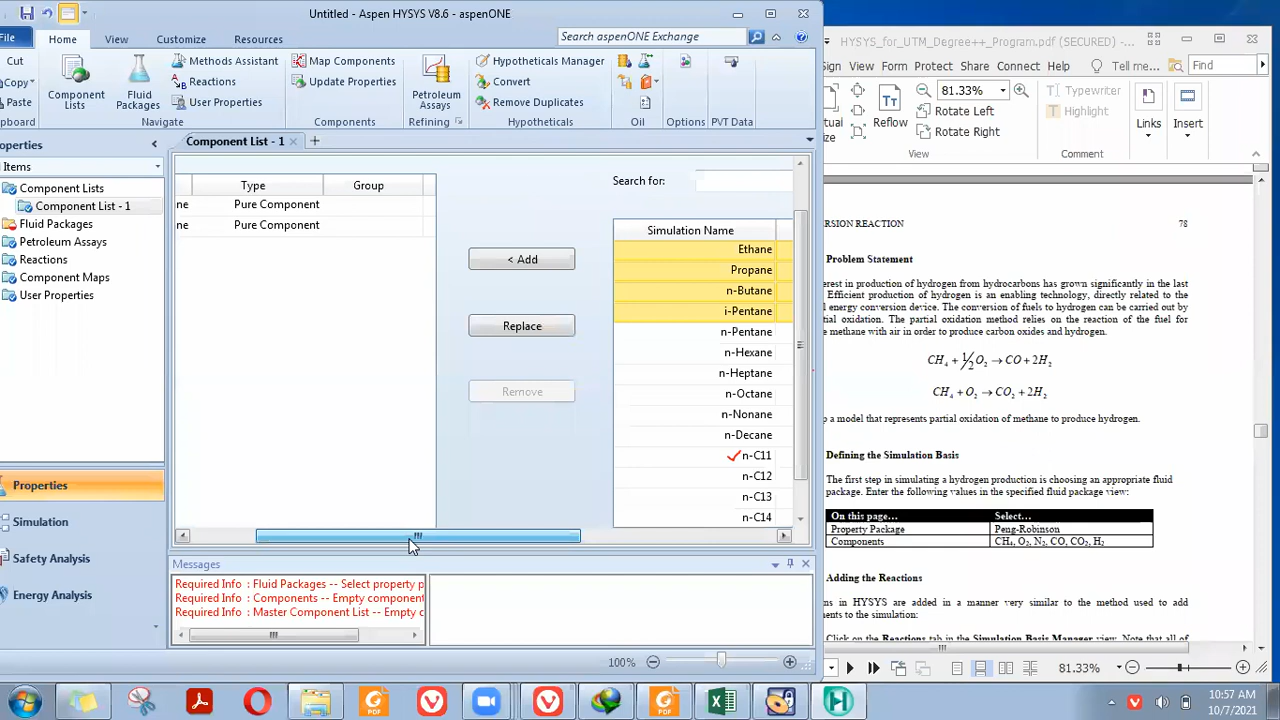 Untitled - Aspen HYSYS V8.6 - aspenONE
File
Home
View
Customize
Resources
Search aspenONE Exchange
Cut
Copy
Paste
Component
Lists
Fluid
Packages
Methods Assistant
Reactions
User Properties
Map Components
Update Properties
Petroleum
Assays
Hypotheticals Manager
Convert
Remove Duplicates
Oil
Options
PVT Data
pboard
Navigate
Components
Refining
Hypotheticals
operties
Items
Component Lists
Component List - 1
Fluid Packages
Petroleum Assays
Reactions
Component Maps
User Properties
Properties
Simulation
Safety Analysis
Energy Analysis
Component List - 1
Type
Group
ne
Pure Component
ne
Pure Component
< Add
Replace
Remove
Search for:
Simulation Name
Ethane
Propane
n-Butane
i-Pentane
n-Pentane
n-Hexane
n-Heptane
n-Octane
n-Nonane
n-Decane
n-C11
n-C12
n-C13
n-C14
Messages
Required Info : Fluid Packages -- Select property p
Required Info : Components -- Empty component
Required Info : Master Component List -- Empty c
100%
HYSYS_for_UTM_Degree++_Program.pdf (SECURED) -...
ign
View
Form
Protect
Share
Connect
Help
Tell me...
Find
81.33%
Reflow
Rotate Left
Rotate Right
Typewriter
Highlight
Links
Insert
View
Comment
ERSION REACTION
78
Problem Statement
erest in production of hydrogen from hydrocarbons has grown significantly in the last
Efficient production of hydrogen is an enabling technology, directly related to the
l energy conversion device. The conversion of fuels to hydrogen can be carried out by
tial oxidation. The partial oxidation method relies on the reaction of the fuel for
e methane with air in order to produce carbon oxides and hydrogen.
CH₄ + ½O₂ → CO + 2H₂
CH₄ + O₂ → CO₂ + 2H₂
p a model that represents partial oxidation of methane to produce hydrogen.
Defining the Simulation Basis
The first step in simulating a hydrogen production is choosing an appropriate fluid
package. Enter the following values in the specified fluid package view:
On this page...
Select...
Property Package
Peng-Robinson
Components
CH₄, O₂, N₂, CO, CO₂, H₂
Adding the Reactions
ns in HYSYS are added in a manner very similar to the method used to add
nents to the simulation:
Click on the Reactions tab in the Simulation Basis Manager view. Note that all of
81.33%
10:57 AM
10/7/2021